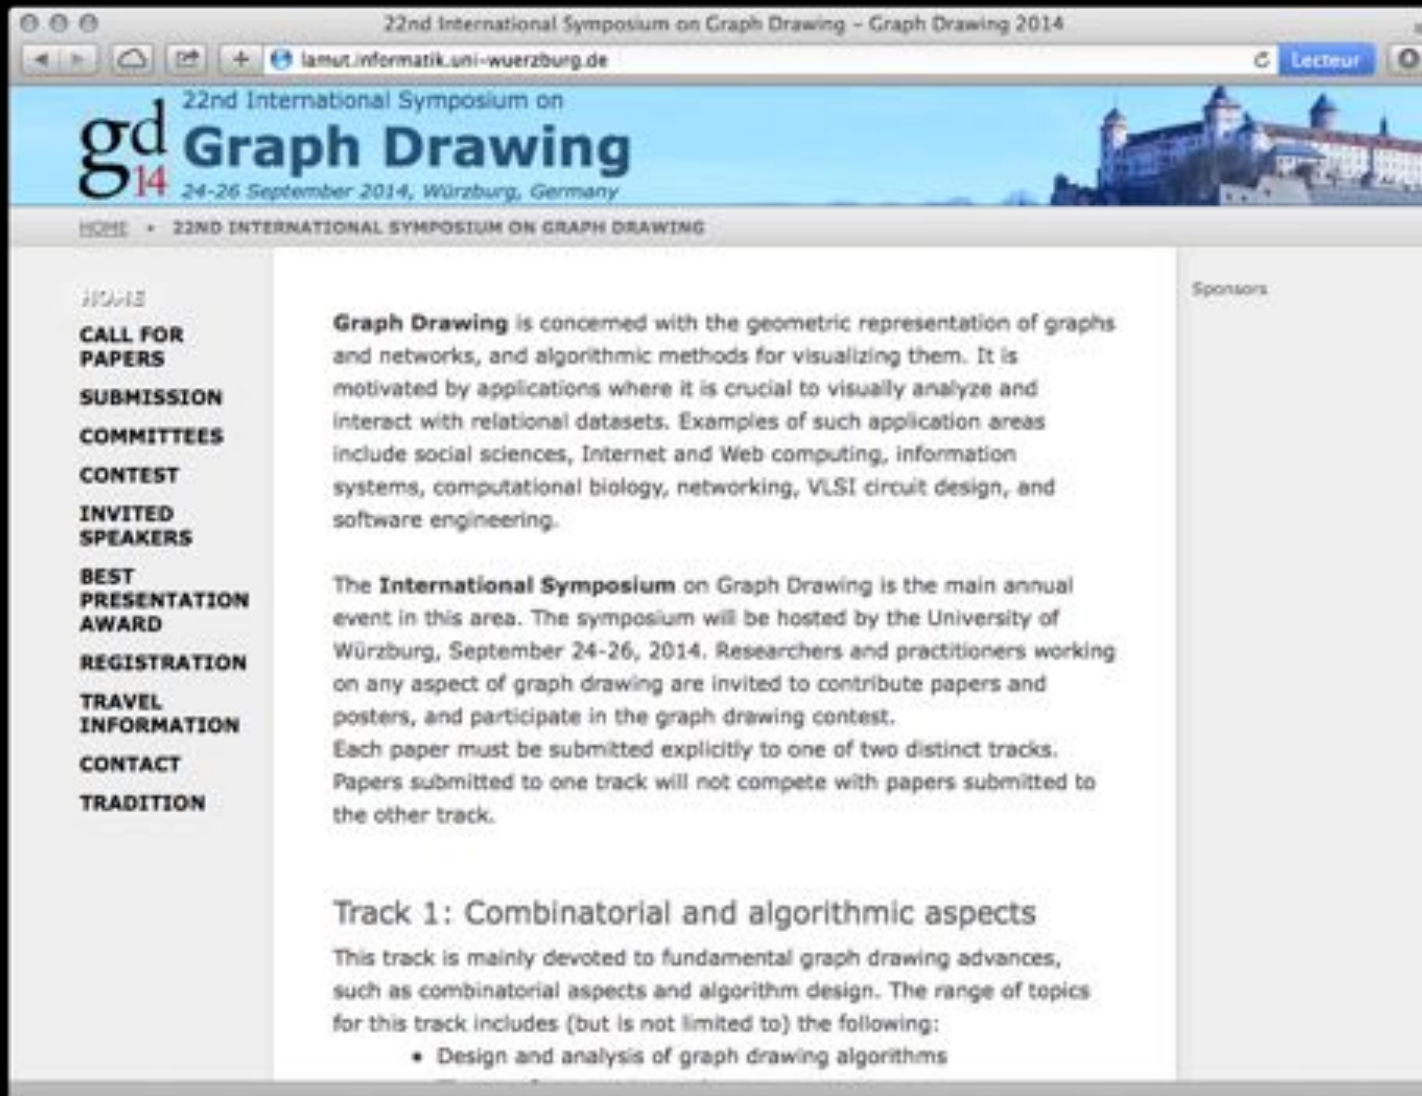 22nd International Symposium on Graph Drawing – Graph Drawing 2014
lamut.informatik.uni-wuerzburg.de
Lecteur
gd
14
22nd International Symposium on
Graph Drawing
24-26 September 2014, Würzburg, Germany
HOME • 22ND INTERNATIONAL SYMPOSIUM ON GRAPH DRAWING
HOME
CALL FOR
PAPERS
SUBMISSION
COMMITTEES
CONTEST
INVITED
SPEAKERS
BEST
PRESENTATION
AWARD
REGISTRATION
TRAVEL
INFORMATION
CONTACT
TRADITION
Graph Drawing is concerned with the geometric representation of graphs
and networks, and algorithmic methods for visualizing them. It is
motivated by applications where it is crucial to visually analyze and
interact with relational datasets. Examples of such application areas
include social sciences, Internet and Web computing, information
systems, computational biology, networking, VLSI circuit design, and
software engineering.
The International Symposium on Graph Drawing is the main annual
event in this area. The symposium will be hosted by the University of
Würzburg, September 24-26, 2014. Researchers and practitioners working
on any aspect of graph drawing are invited to contribute papers and
posters, and participate in the graph drawing contest.
Each paper must be submitted explicitly to one of two distinct tracks.
Papers submitted to one track will not compete with papers submitted to
the other track.
Track 1: Combinatorial and algorithmic aspects
This track is mainly devoted to fundamental graph drawing advances,
such as combinatorial aspects and algorithm design. The range of topics
for this track includes (but is not limited to) the following:
• Design and analysis of graph drawing algorithms
Sponsors